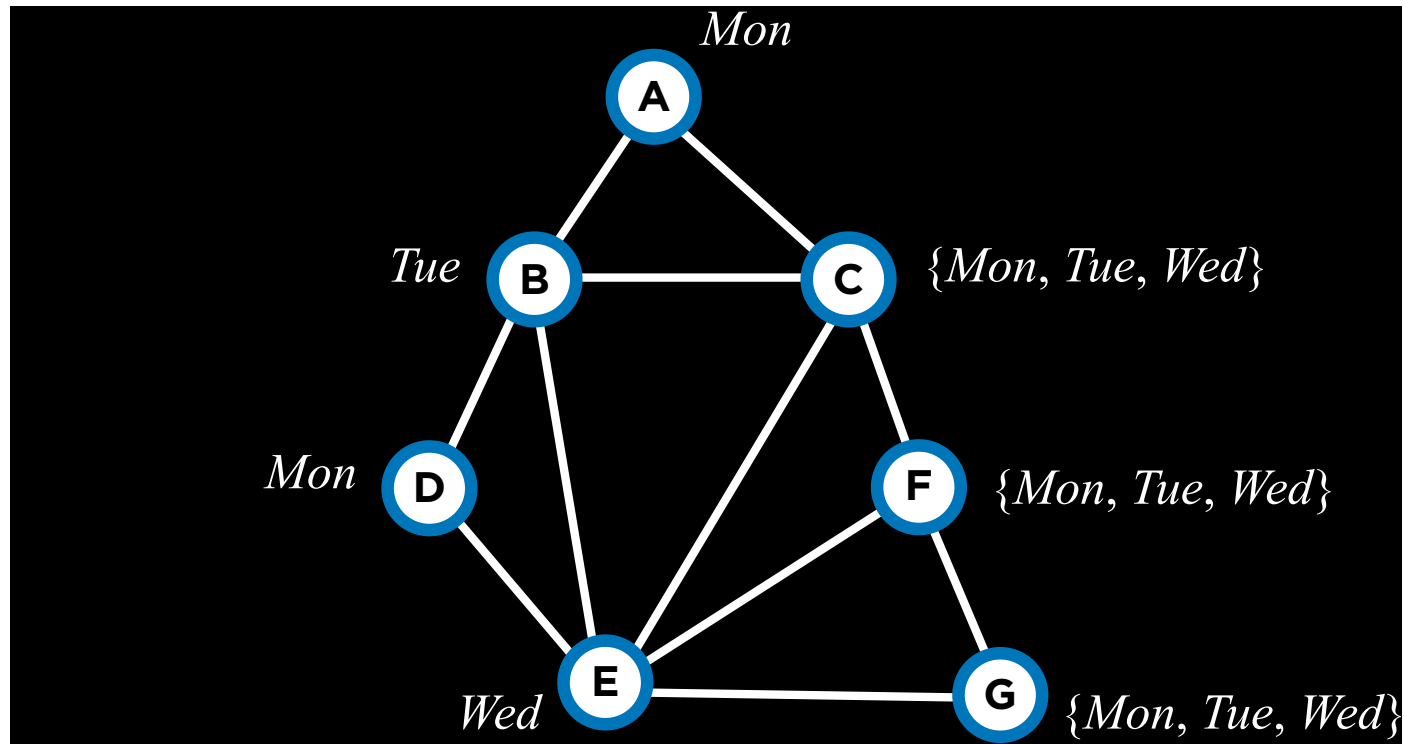 Mon
A
Tue
B
C
{Mon, Tue, Wed}
Mon
D
F
{Mon, Tue, Wed}
Wed
E
G
{Mon, Tue, Wed}